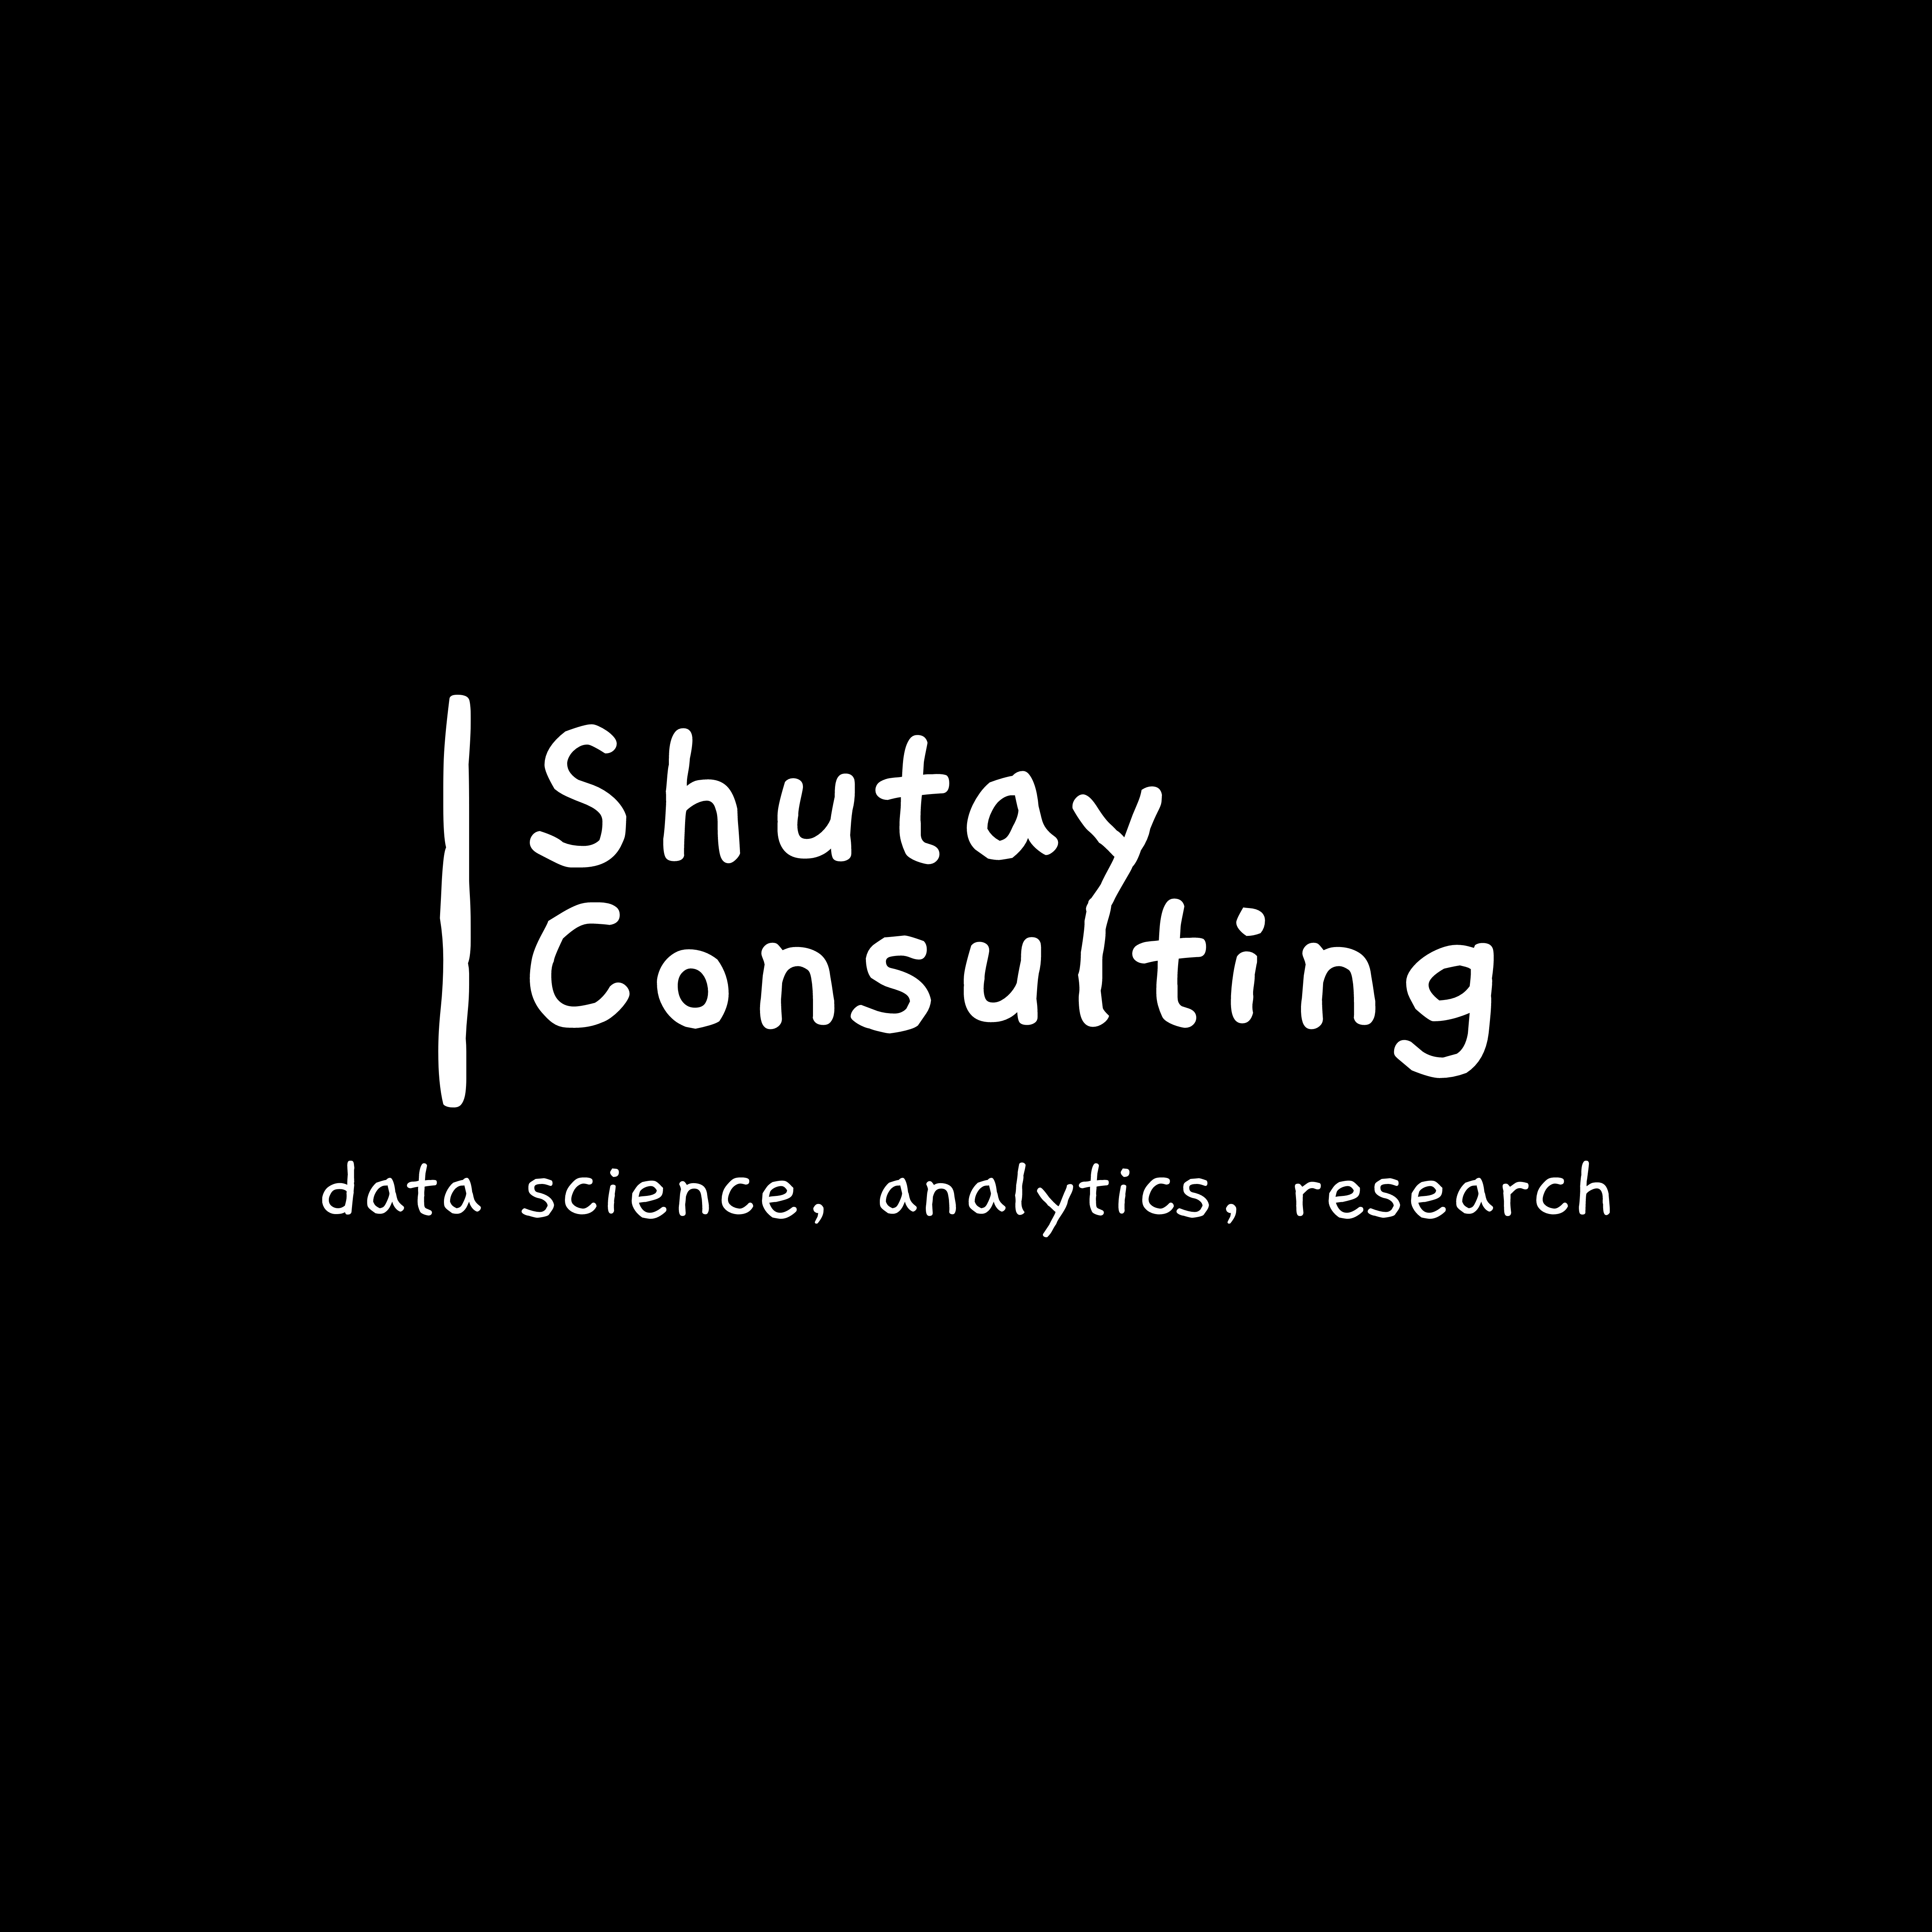 Shutay
Consulting
data science, analytics, research